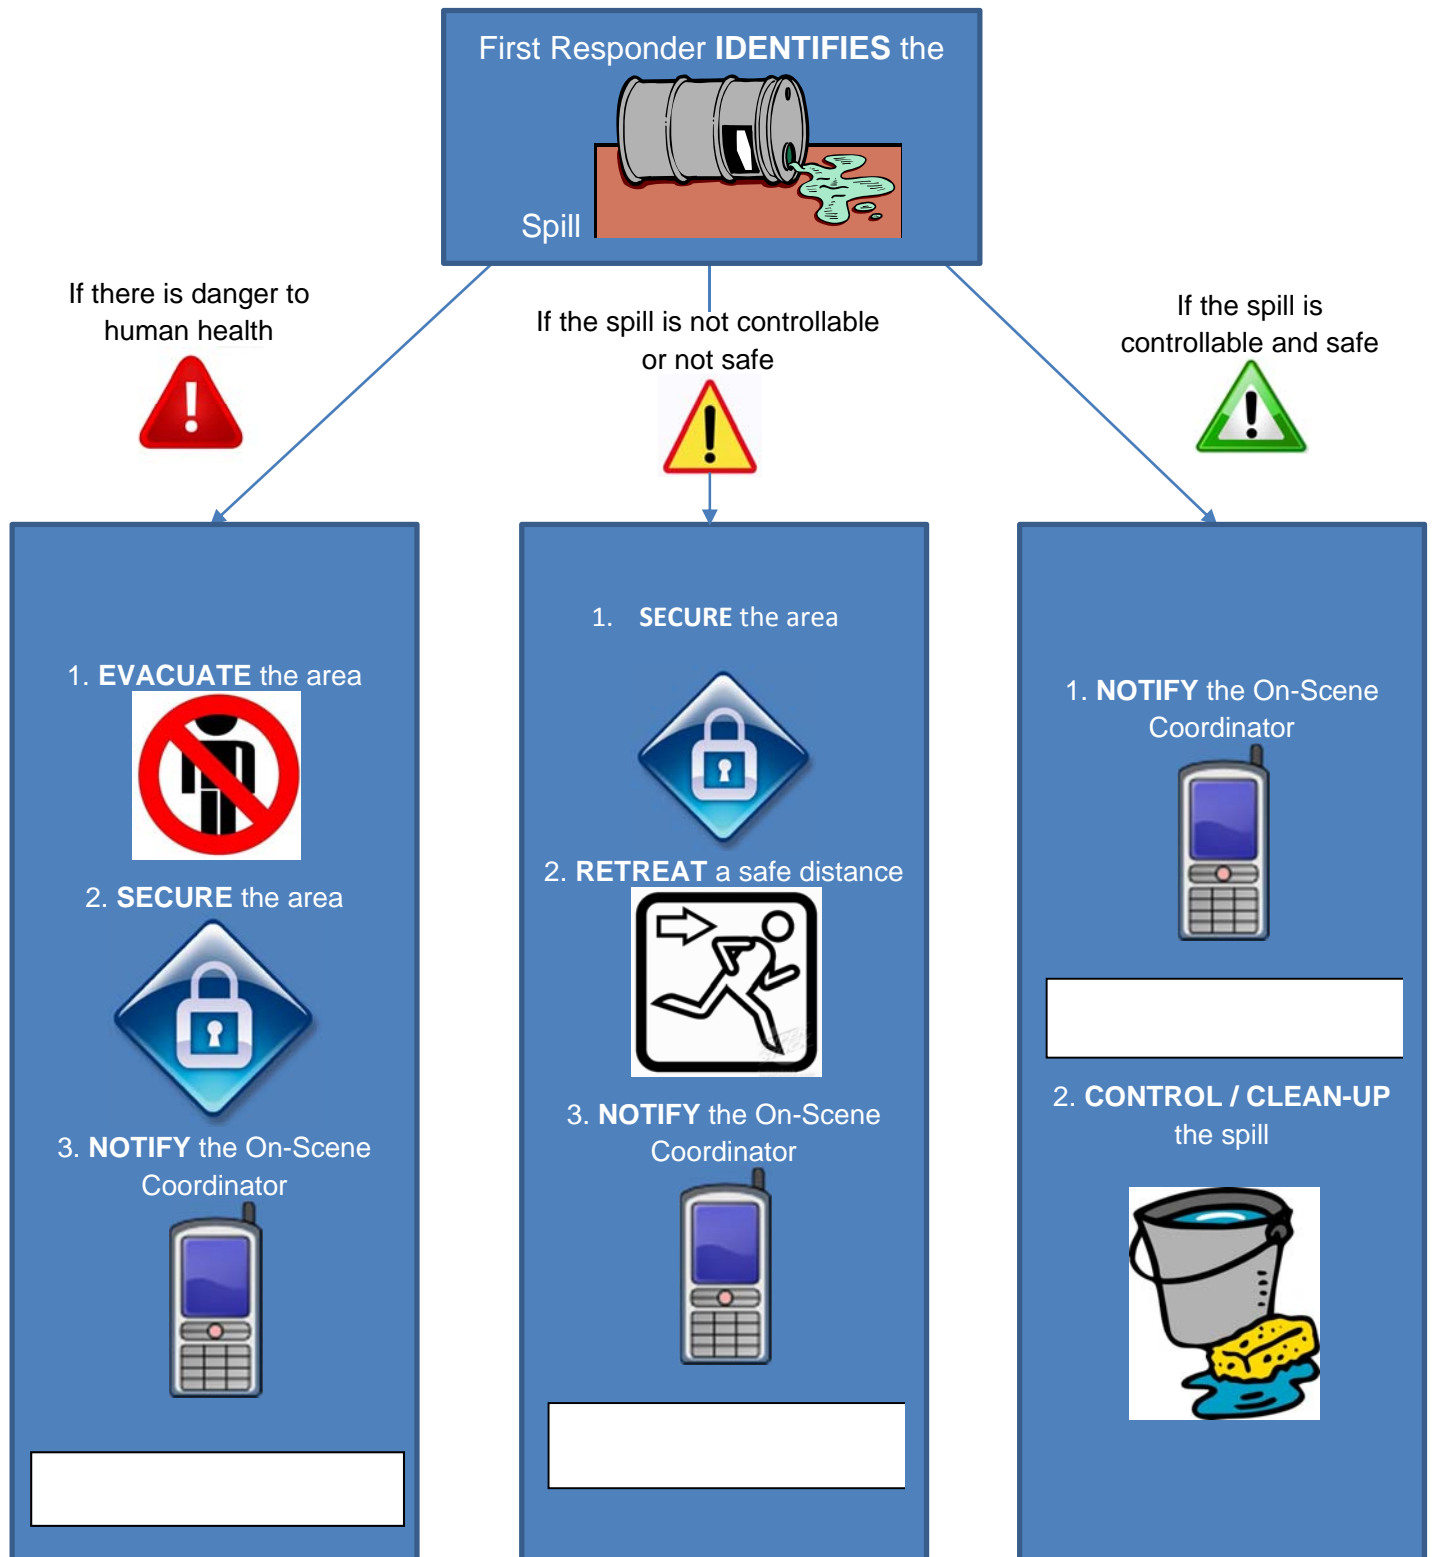 First Responder IDENTIFIES the
Spill
If there is danger to
human health
If the spill is not controllable
or not safe
If the spill is
controllable and safe
1. EVACUATE the area
2. SECURE the area
3. NOTIFY the On-Scene
Coordinator
1. SECURE the area
2. RETREAT a safe distance
3. NOTIFY the On-Scene
Coordinator
1. NOTIFY the On-Scene
Coordinator
2. CONTROL / CLEAN-UP
the spill